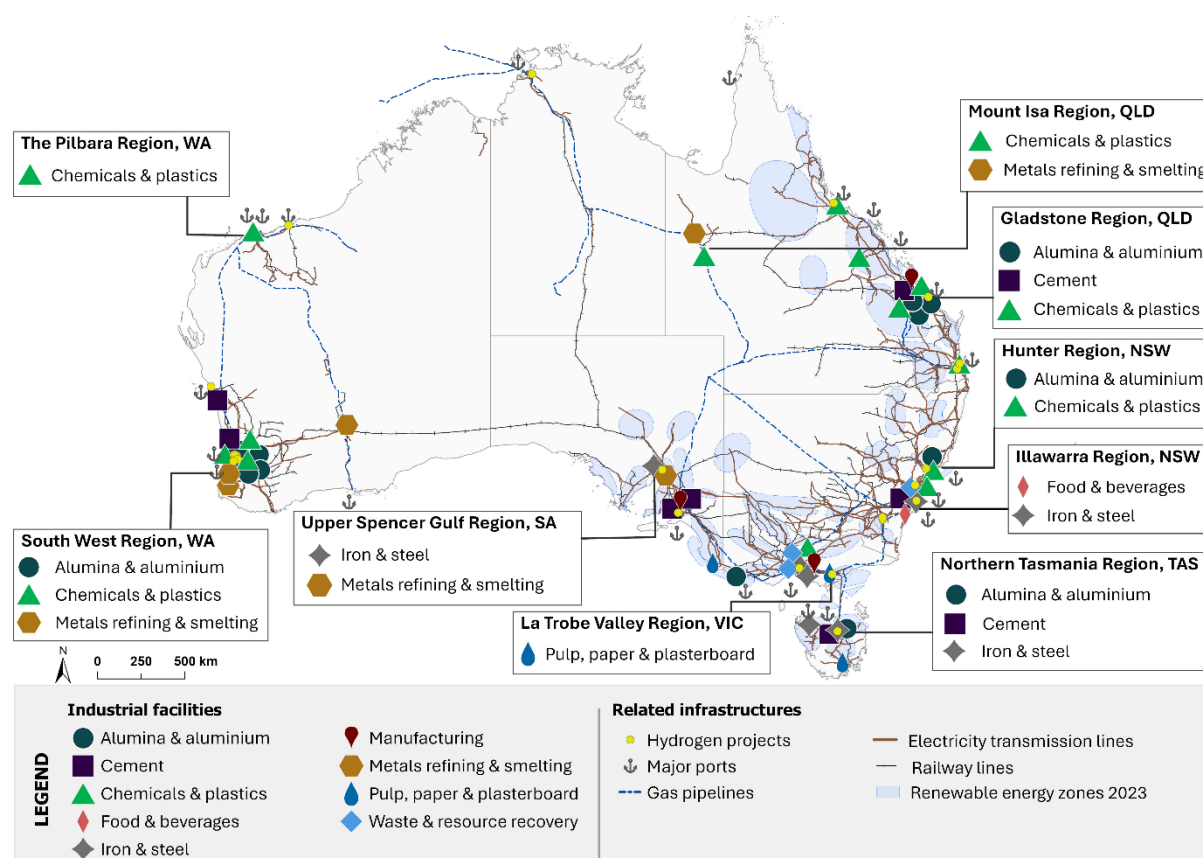 Mount Isa Region, QLD
Chemicals & plastics
Metals refining & smelting
The Pilbara Region, WA
Chemicals & plastics
Gladstone Region, QLD
Alumina & aluminium
Cement
Chemicals & plastics
Hunter Region, NSW
Alumina & aluminium
Chemicals & plastics
Illawarra Region, NSW
Food & beverages
Iron & steel
Upper Spencer Gulf Region, SA
Iron & steel
Metals refining & smelting
South West Region, WA
Alumina & aluminium
Chemicals & plastics
Metals refining & smelting
Northern Tasmania Region, TAS
Alumina & aluminium
Cement
Iron & steel
La Trobe Valley Region, VIC
Pulp, paper & plasterboard
N
0 250 500 km
LEGEND
Industrial facilities
Alumina & aluminium
Cement
Chemicals & plastics
Food & beverages
Iron & steel
Manufacturing
Metals refining & smelting
Pulp, paper & plasterboard
Waste & resource recovery
Related infrastructures
Hydrogen projects
Major ports
Gas pipelines
Electricity transmission lines
Railway lines
Renewable energy zones 2023